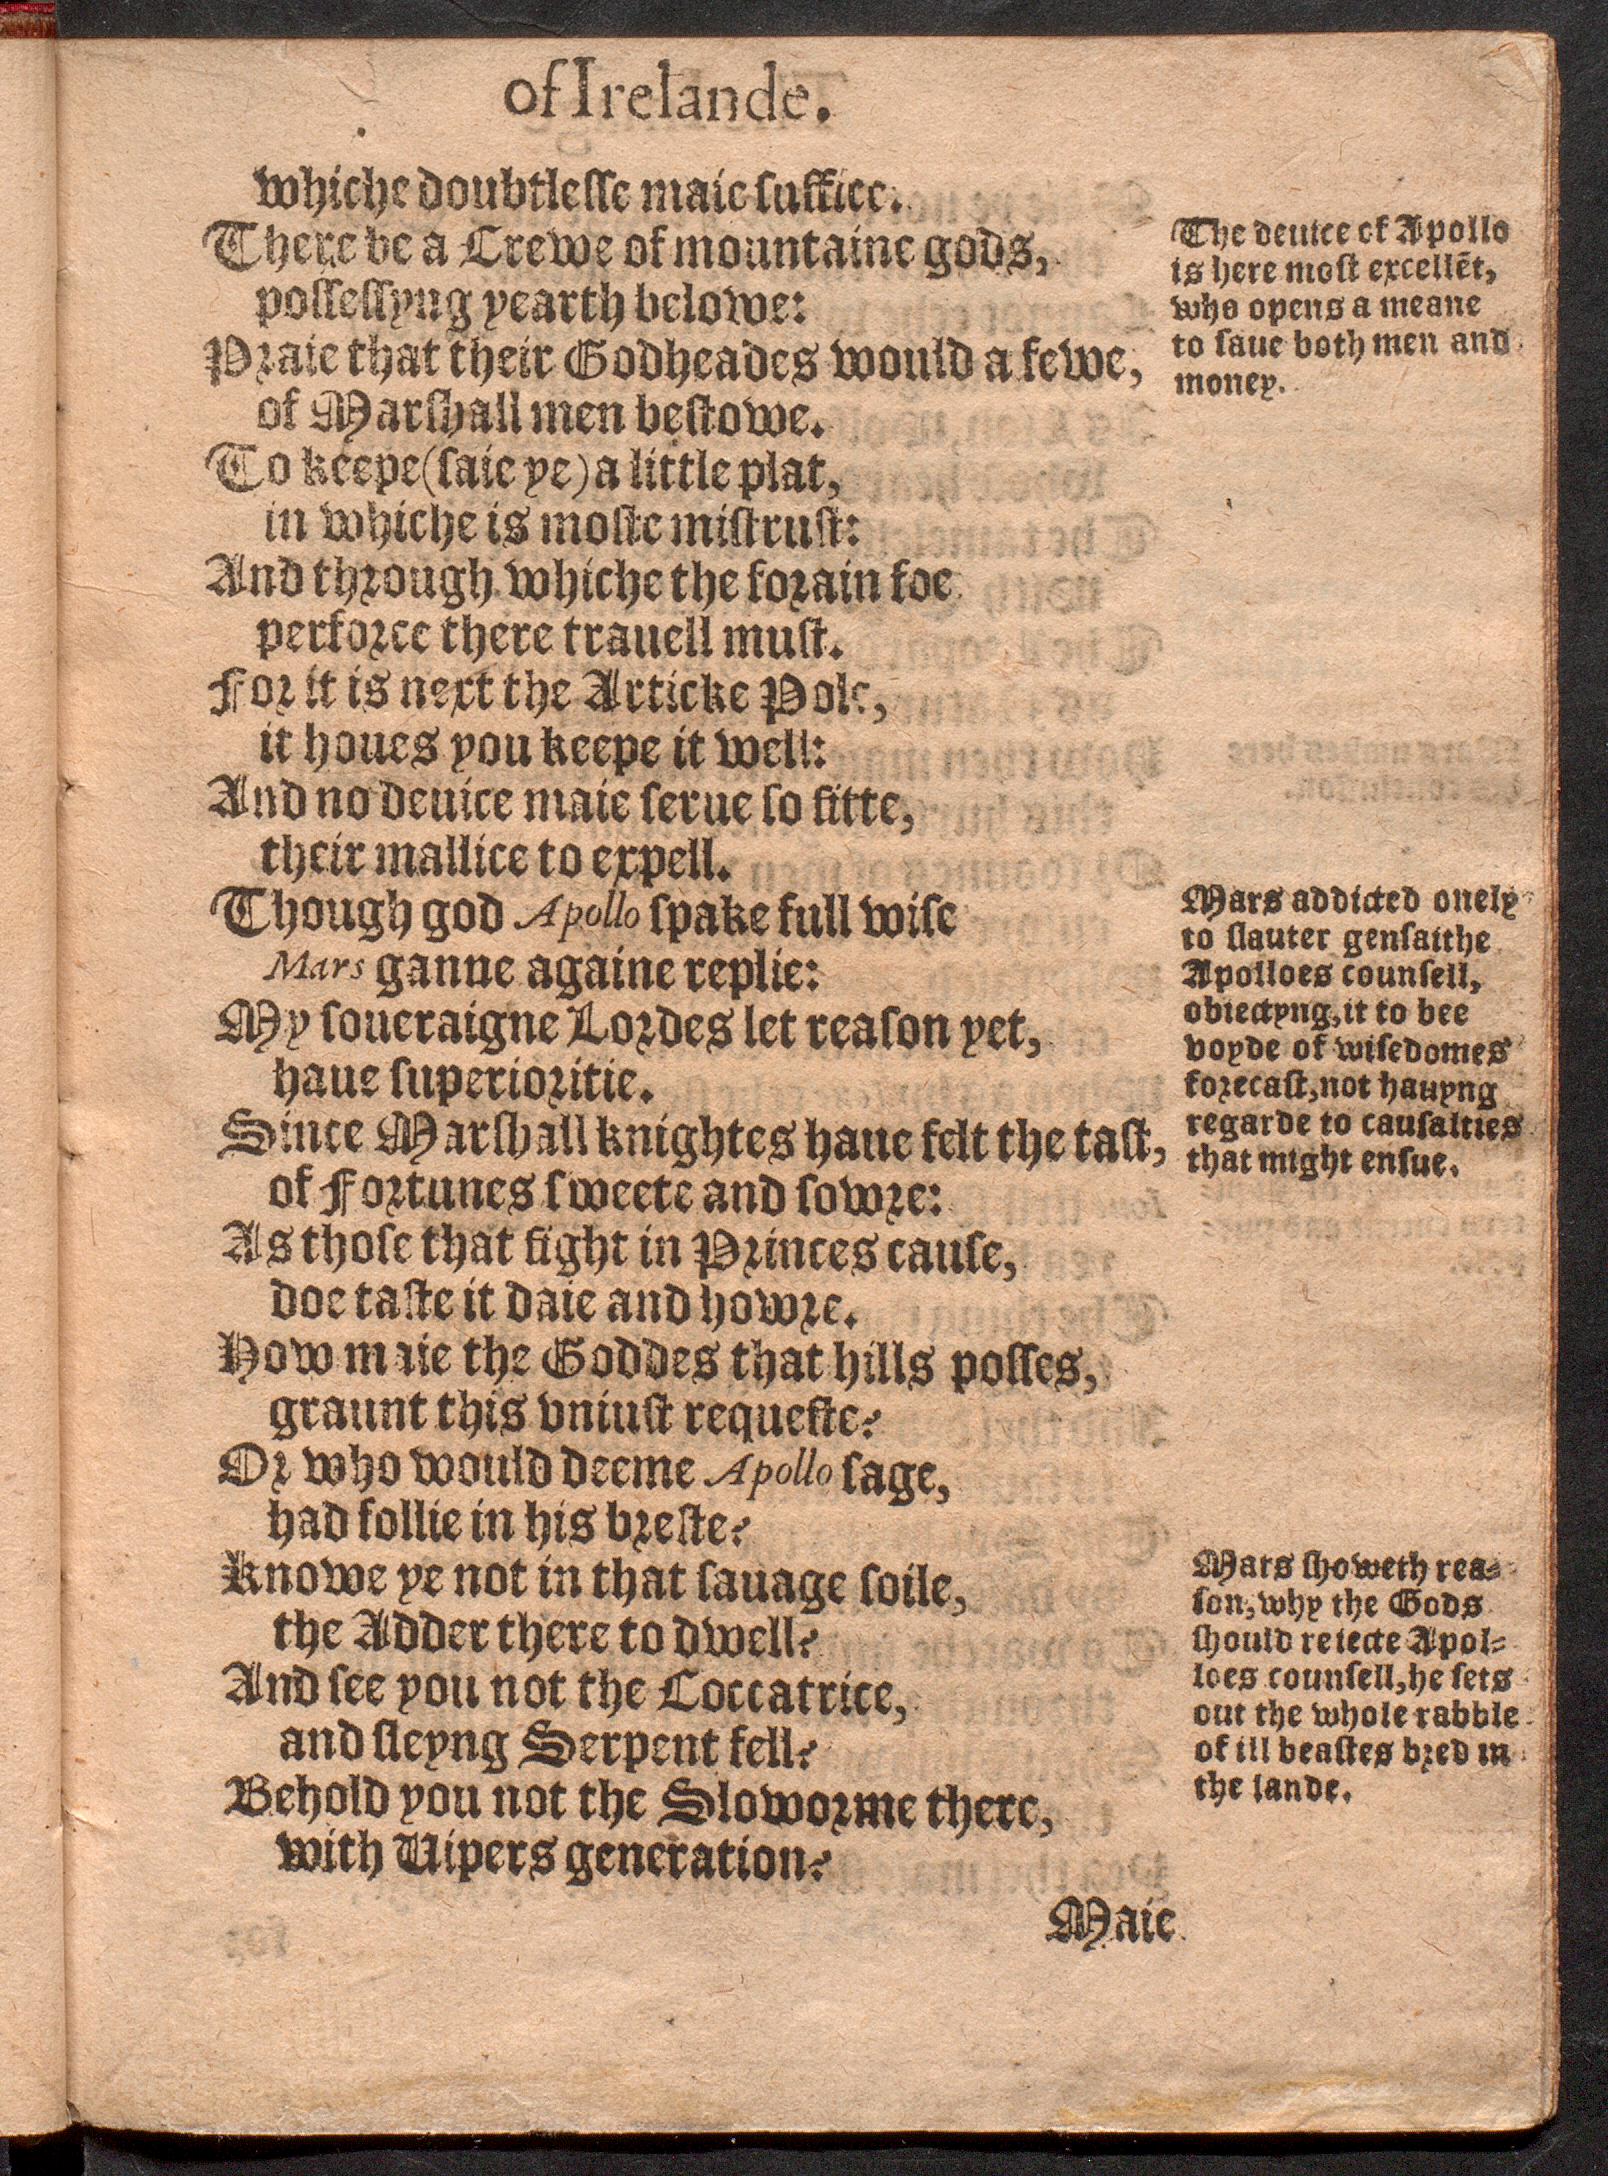 of Irelande.
whiche doubtlesse maie suffice.
There be a Crewe of mountaine gods,
possessyng yearth belowe:
Praie that their Godheades would a fewe,
of Marshall men bestowe.
To keepe (saie ye) a little plat,
in whiche is moste mistrust:
And through whiche the forain foe
perforce there trauell must.
For it is next the Articke Pole,
it houes you keepe it well:
And no deuice maie serue so fitte,
their mallice to expell.
Though god Apollo spake full wise
Mars ganne againe replie:
My soueraigne Lordes let reason yet,
haue superioritie.
Since Marshall knightes haue felt the tast,
of Fortunes sweete and sowre:
As those that fight in Princes cause,
doe taste it daie and howre.
How maie the Goddes that hills posses,
graunt this vniust requeste?
Or who would deeme Apollo sage,
had follie in his breste?
Knowe ye not in that sauage soile,
the Adder there to dwell?
And see you not the Coccatrice,
and sleyng Serpent fell?
Behold you not the Sloworme there,
with Uipers generation?
Maie
The deuice of Apollo
is here most excellēt,
who opens a meane
to saue both men and
money.
Mars addicted onely
to slauter gensaithe
Apolloes counsell,
obiectyng, it to bee
voyde of wisedomes
forecast, not hauyng
regarde to causalties
that might ensue.
Mars showeth rea-
son, why the Gods
should reiecte Apol-
loes counsell, he sets
out the whole rabble
of ill beastes bred in
the lande.